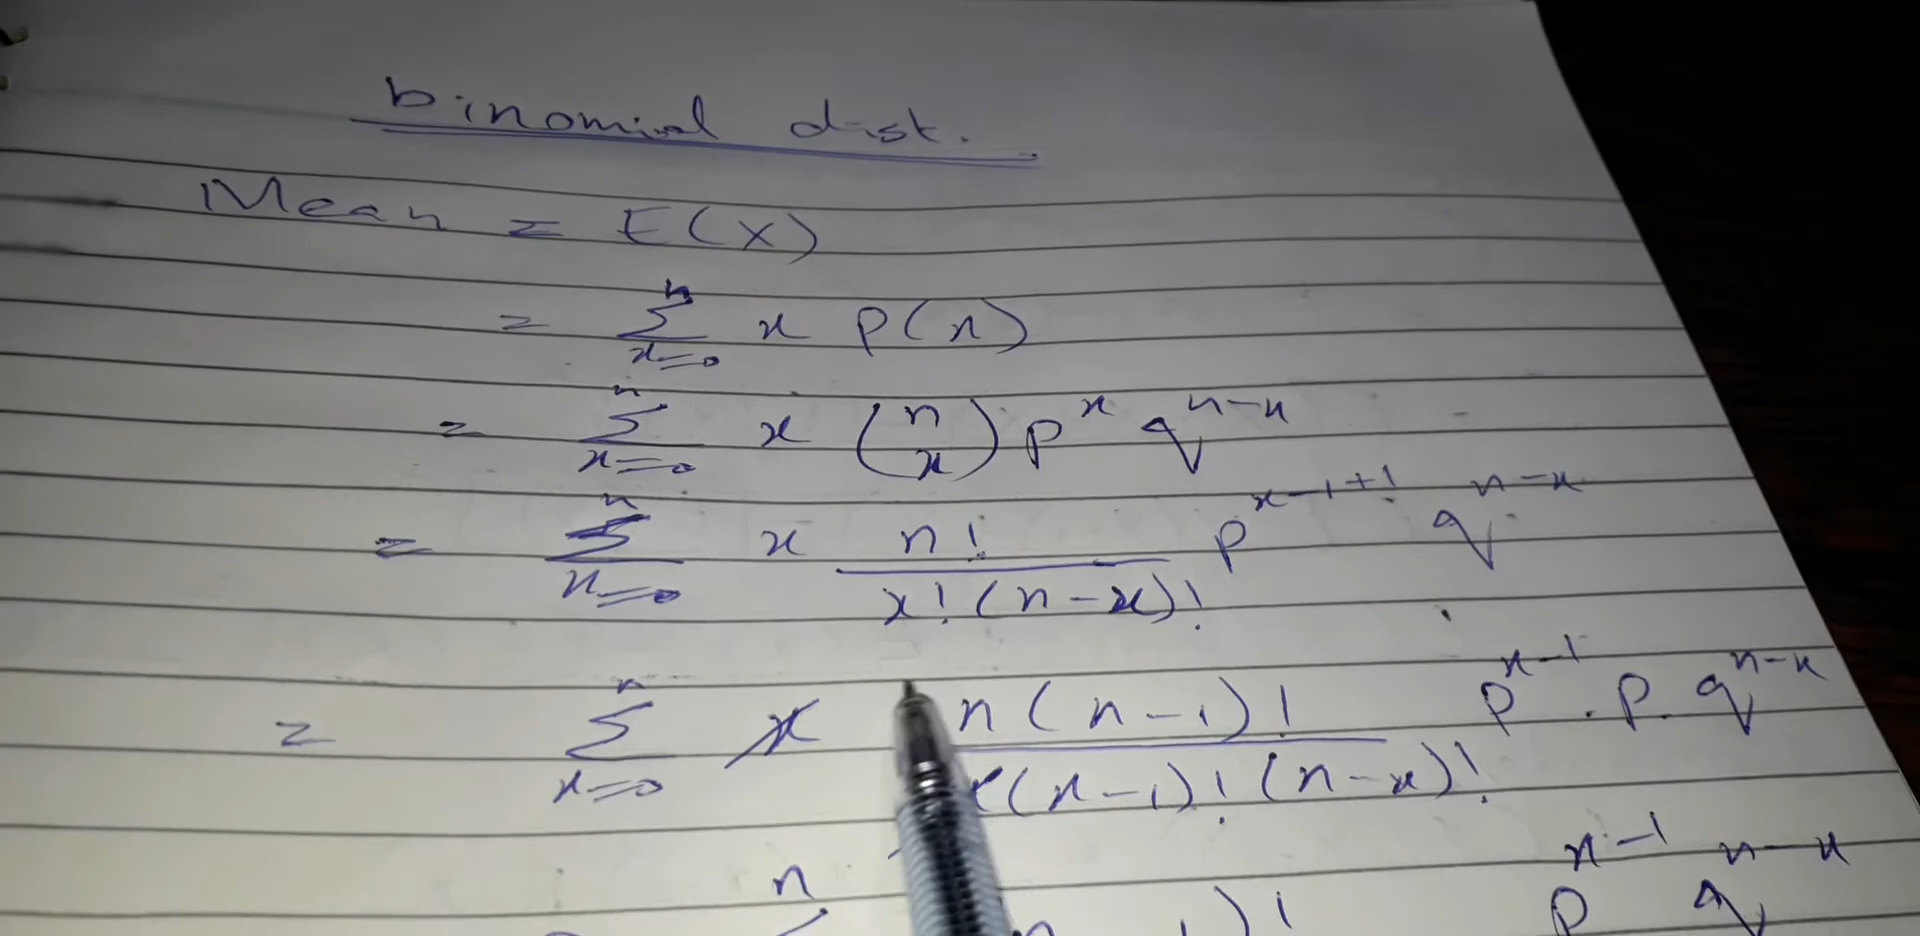 binomial dist.
Mean = E(X)
= Σ_{x=0}^{n} x P(x)
= Σ_{x=0}^{n} x (n x) p^x q^{n-x}
= Σ_{x=0}^{n} x n! / x!(n-x)! p^{x-1+1} q^{n-x}
= Σ_{x=0}^{n} x n(n-1)! / x(x-1)!(n-x)! p^{x-1} . p . q^{n-x}
n p^{x-1} q^{n-x}